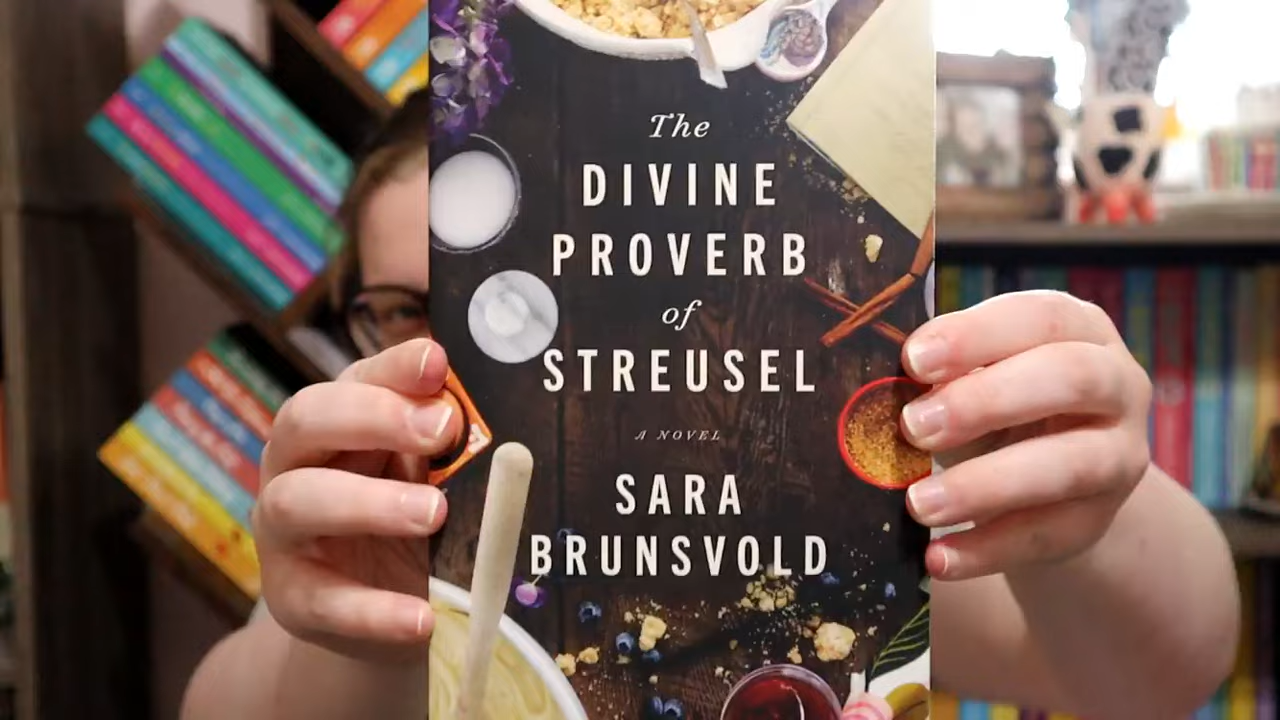 The
DIVINE
PROVERB
of
STREUSEL
A NOVEL
SARA
BRUNSVOLD